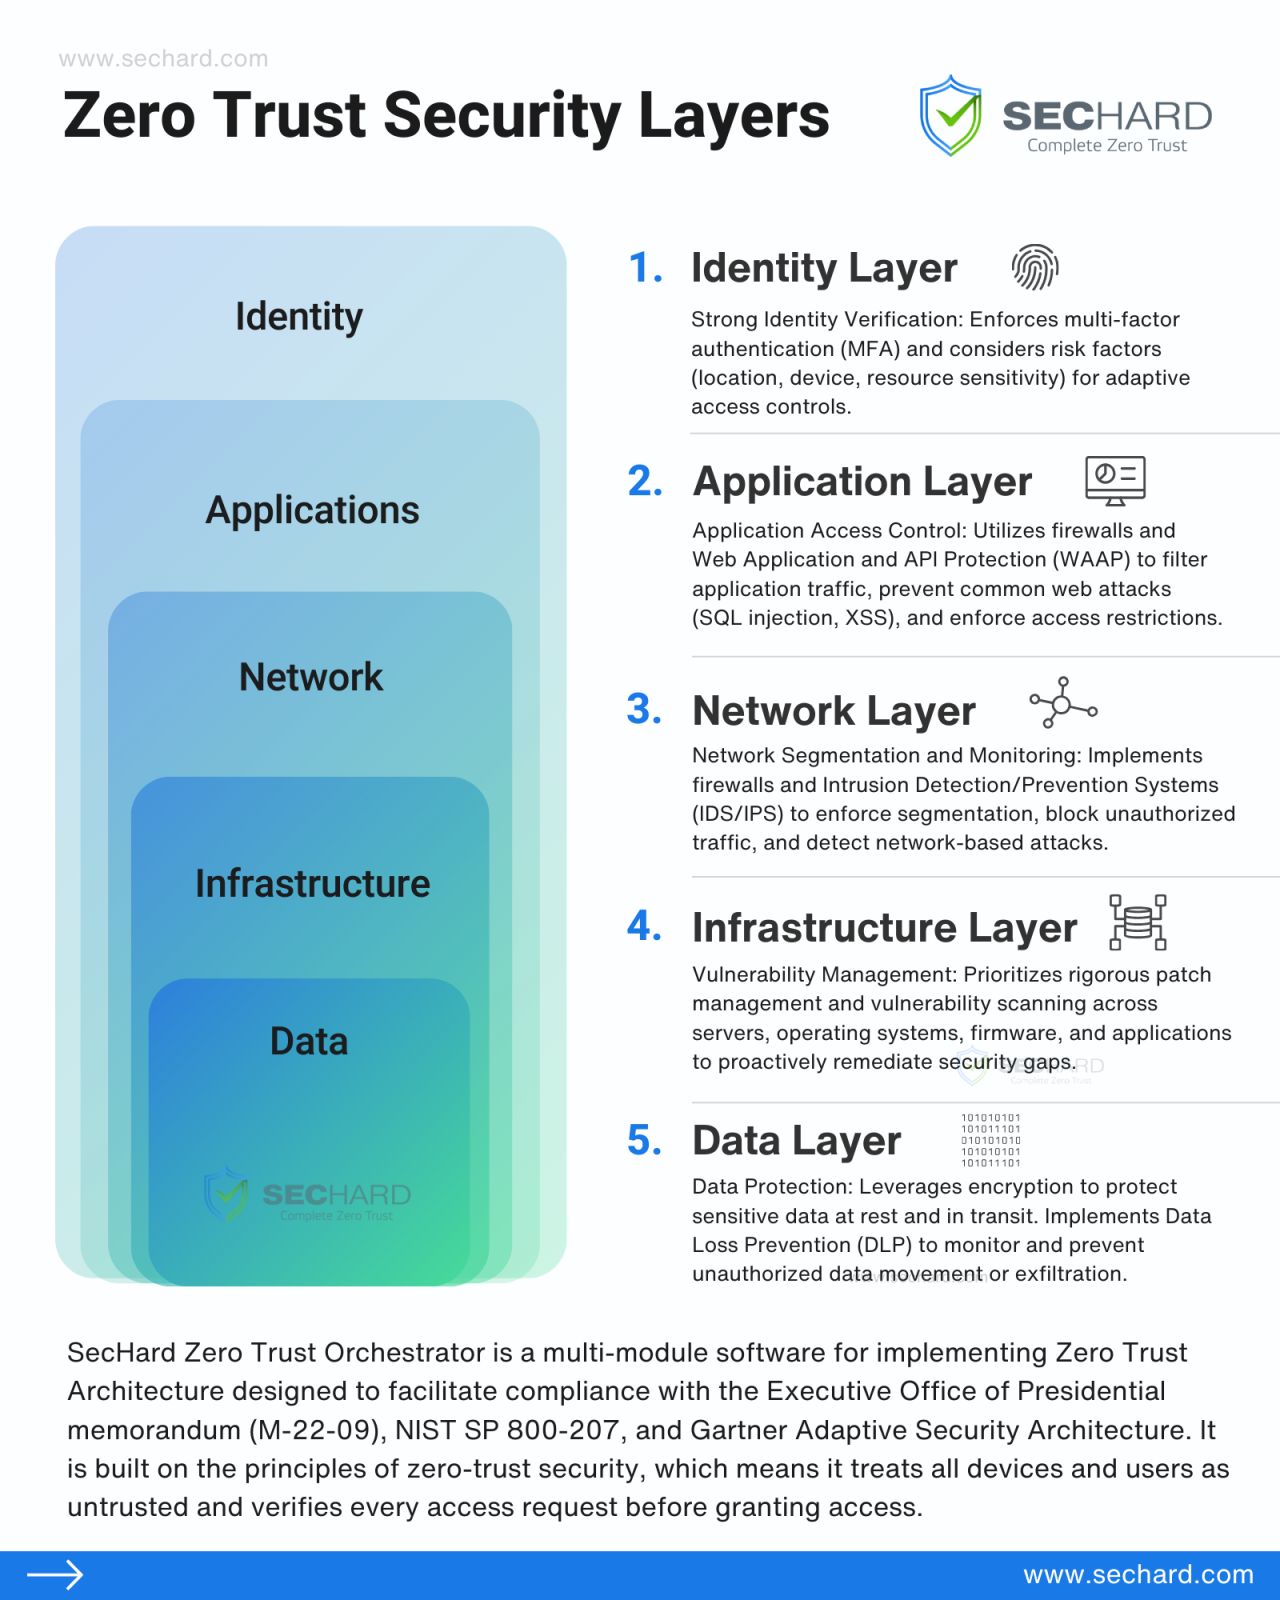 www.sechard.com
Zero Trust Security Layers
SECHARD
Complete Zero Trust
Identity
Applications
Network
Infrastructure
Data
SECHARD
Complete Zero Trust
1. Identity Layer
Strong Identity Verification: Enforces multi-factor
authentication (MFA) and considers risk factors
(location, device, resource sensitivity) for adaptive
access controls.
2. Application Layer
Application Access Control: Utilizes firewalls and
Web Application and API Protection (WAAP) to filter
application traffic, prevent common web attacks
(SQL injection, XSS), and enforce access restrictions.
3. Network Layer
Network Segmentation and Monitoring: Implements
firewalls and Intrusion Detection/Prevention Systems
(IDS/IPS) to enforce segmentation, block unauthorized
traffic, and detect network-based attacks.
4. Infrastructure Layer
Vulnerability Management: Prioritizes rigorous patch
management and vulnerability scanning across
servers, operating systems, firmware, and applications
to proactively remediate security gaps.
SECHARD
Complete Zero Trust
5. Data Layer
101010101
101011101
010101010
101010101
101011101
Data Protection: Leverages encryption to protect
sensitive data at rest and in transit. Implements Data
Loss Prevention (DLP) to monitor and prevent
unauthorized data movement or exfiltration.
www.sechard.com
SecHard Zero Trust Orchestrator is a multi-module software for implementing Zero Trust
Architecture designed to facilitate compliance with the Executive Office of Presidential
memorandum (M-22-09), NIST SP 800-207, and Gartner Adaptive Security Architecture. It
is built on the principles of zero-trust security, which means it treats all devices and users as
untrusted and verifies every access request before granting access.
www.sechard.com